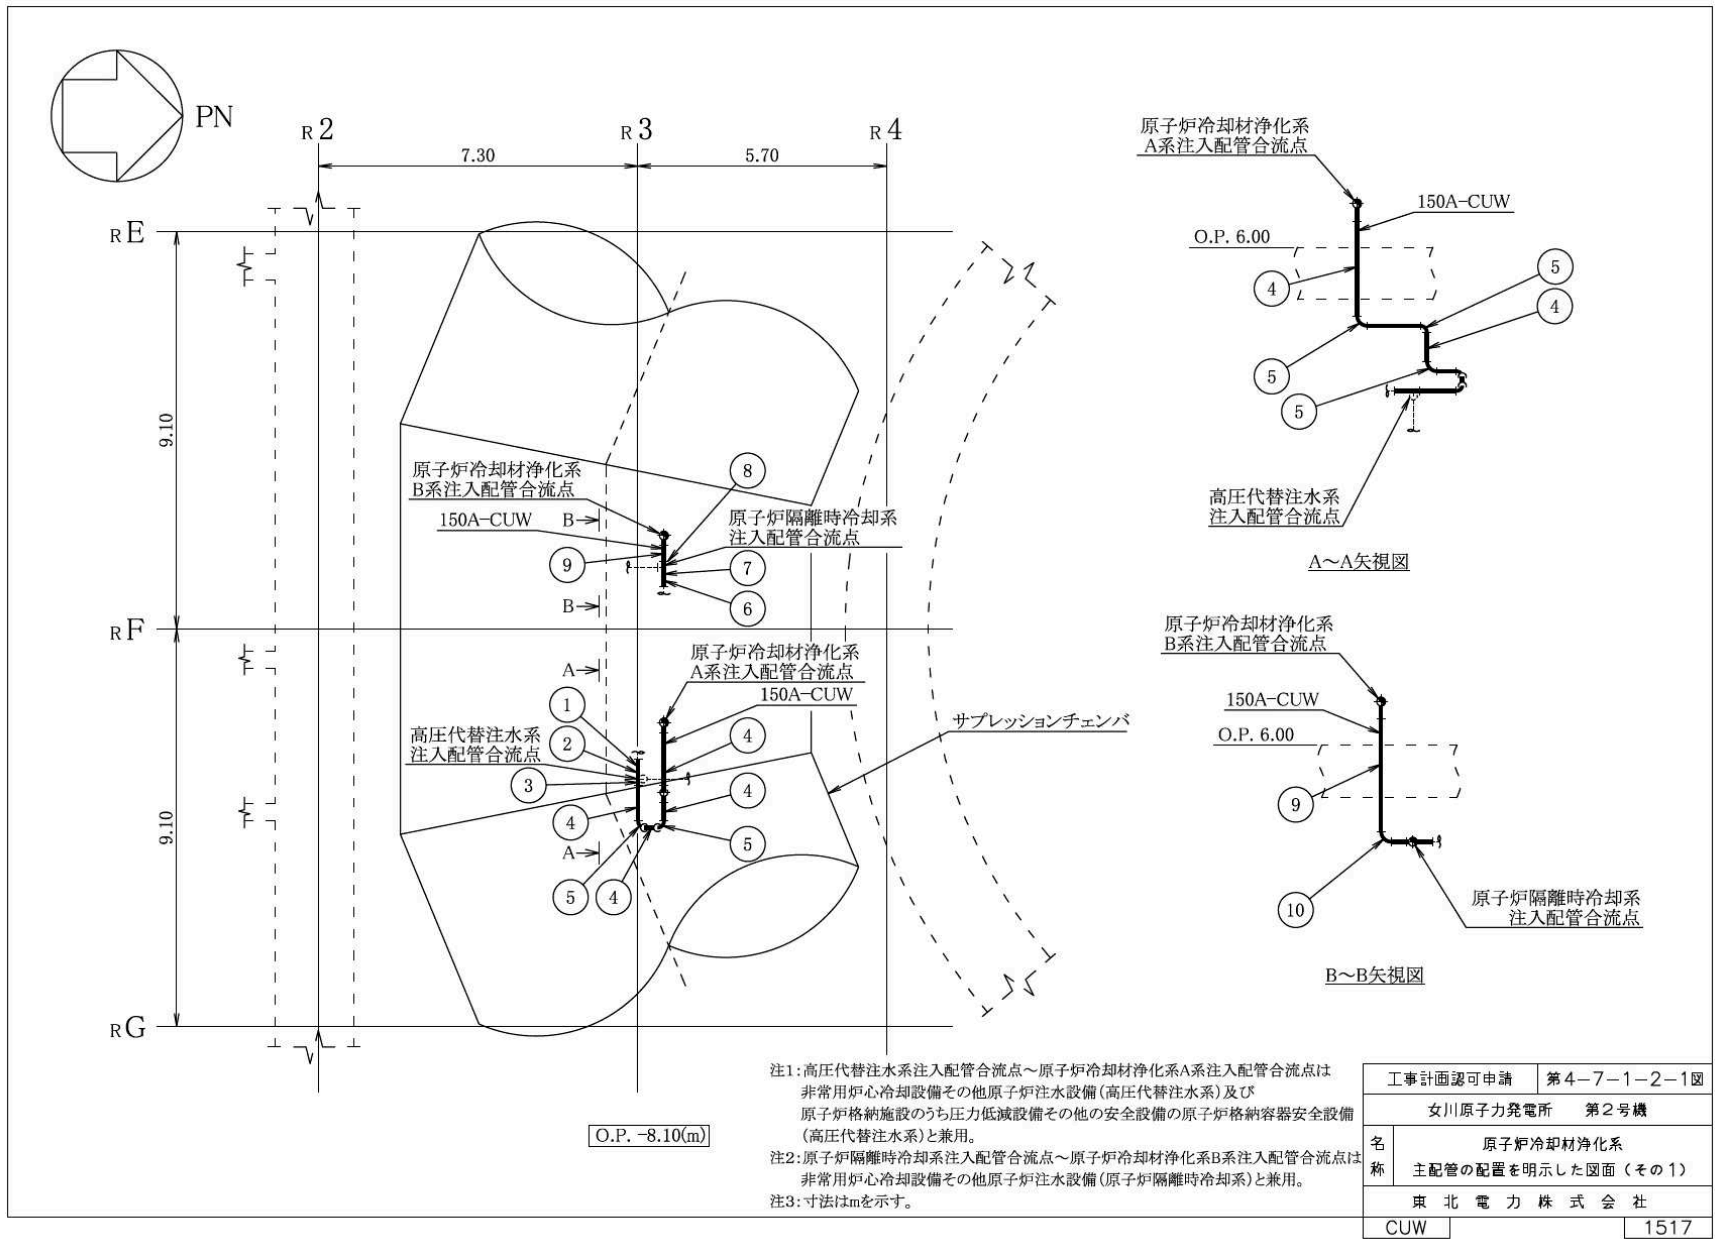 PN
R2
R3
R4
7.30
5.70
RE
9.10
原子炉冷却材浄化系
B系注入配管合流点
150A-CUW
B
8
原子炉隔離時冷却系
注入配管合流点
9
7
B
6
RF
A
原子炉冷却材浄化系
A系注入配管合流点
150A-CUW
1
高圧代替注水系
注入配管合流点
2
4
3
4
4
5
A
5
4
サプレッションチェンバ
9.10
RG
O.P. -8.10(m)
原子炉冷却材浄化系
A系注入配管合流点
150A-CUW
O.P. 6.00
5
4
4
5
5
高圧代替注水系
注入配管合流点
A～A矢視図
原子炉冷却材浄化系
B系注入配管合流点
150A-CUW
O.P. 6.00
9
10
原子炉隔離時冷却系
注入配管合流点
B～B矢視図
注1:高圧代替注水系注入配管合流点～原子炉冷却材浄化系A系注入配管合流点は
非常用炉心冷却設備その他原子炉注水設備(高圧代替注水系)及び
原子炉格納施設のうち圧力低減設備その他の安全設備の原子炉格納容器安全設備
(高圧代替注水系)と兼用。
注2:原子炉隔離時冷却系注入配管合流点～原子炉冷却材浄化系B系注入配管合流点は
非常用炉心冷却設備その他原子炉注水設備(原子炉隔離時冷却系)と兼用。
注3:寸法はmを示す。
工事計画認可申請 第4-7-1-2-1図
女川原子力発電所 第2号機
名称 原子炉冷却材浄化系
主配管の配置を明示した図面(その1)
東北電力株式会社
CUW 1517